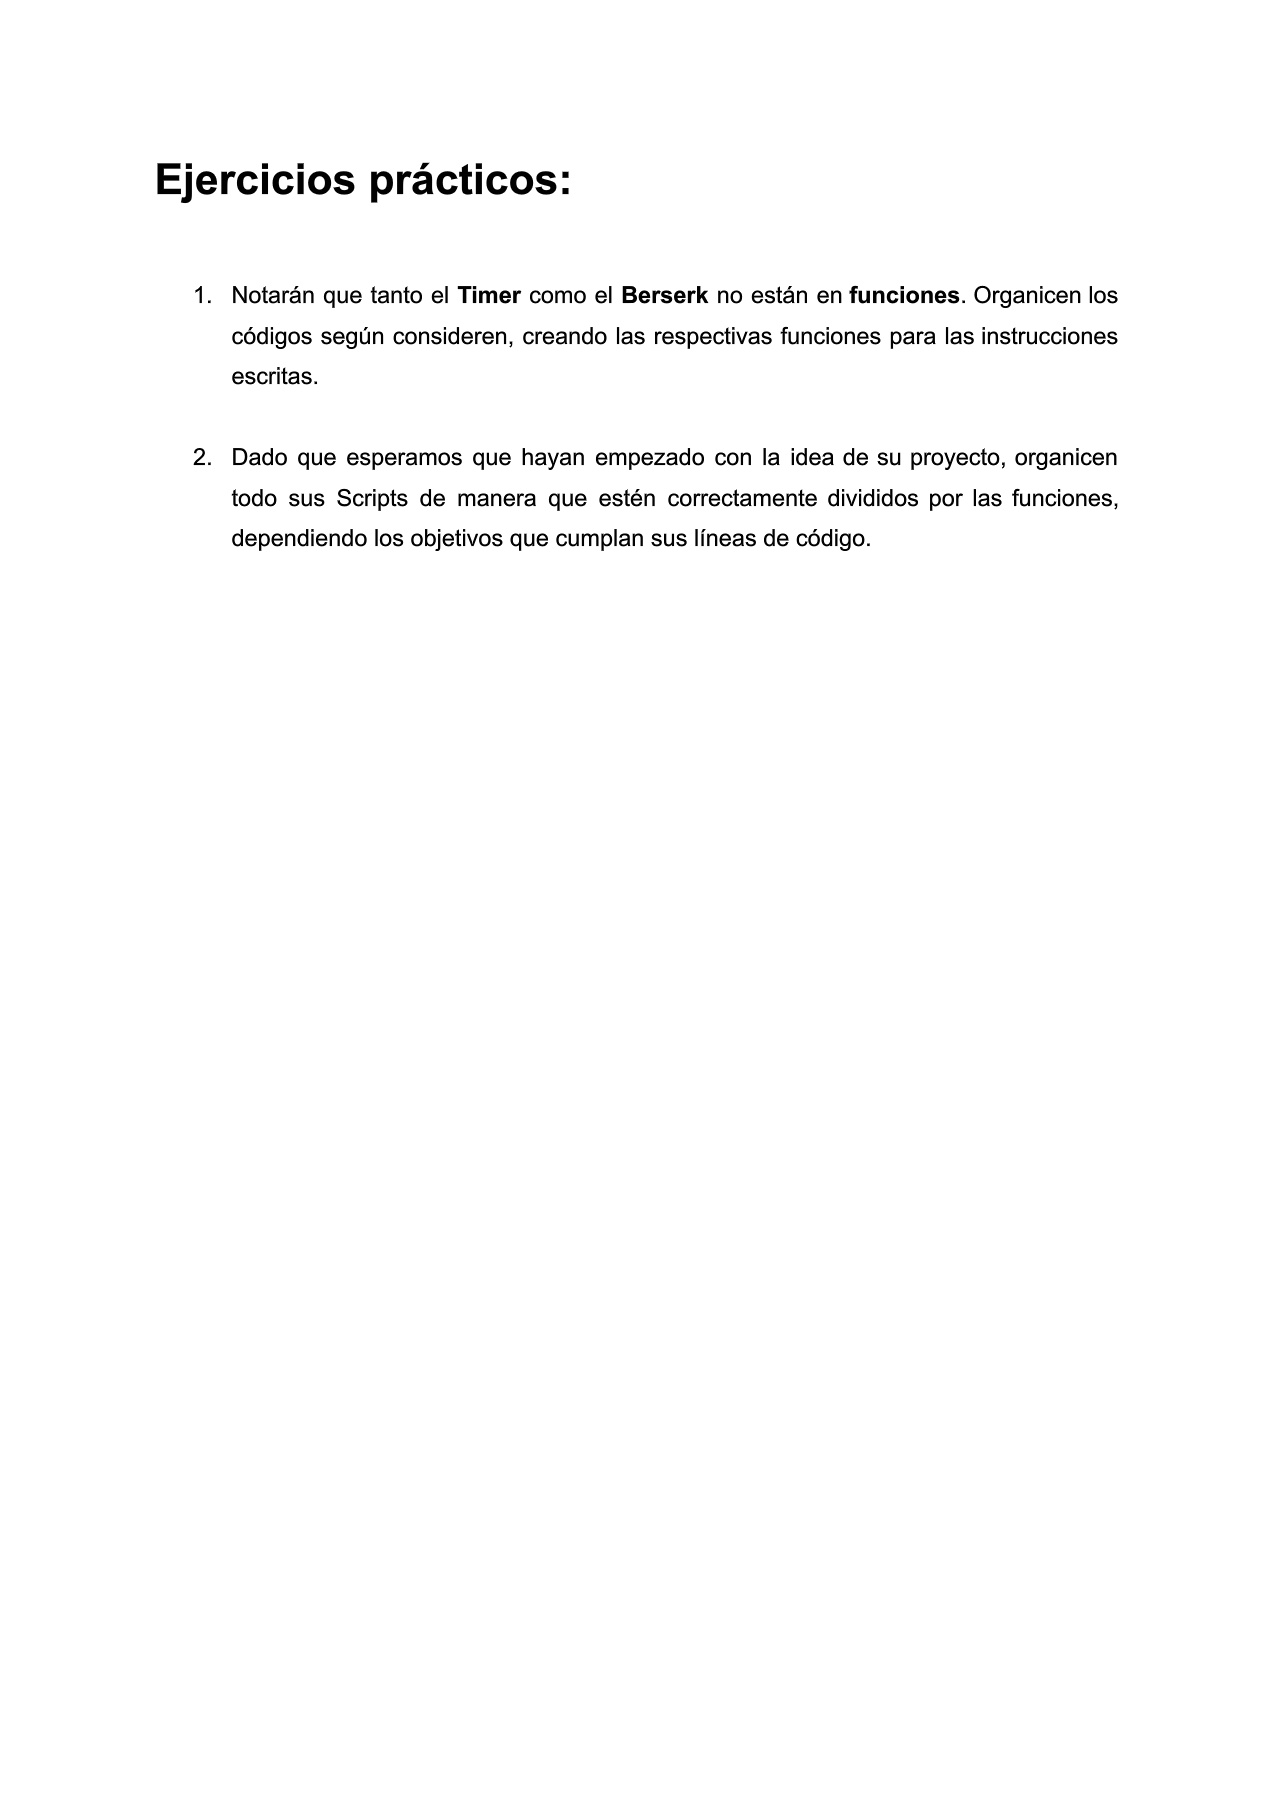 Ejercicios prácticos:
1. Notarán que tanto el Timer como el Berserk no están en funciones. Organicen los
códigos según consideren, creando las respectivas funciones para las instrucciones
escritas.
2. Dado que esperamos que hayan empezado con la idea de su proyecto, organicen
todo sus Scripts de manera que estén correctamente divididos por las funciones,
dependiendo los objetivos que cumplan sus líneas de código.